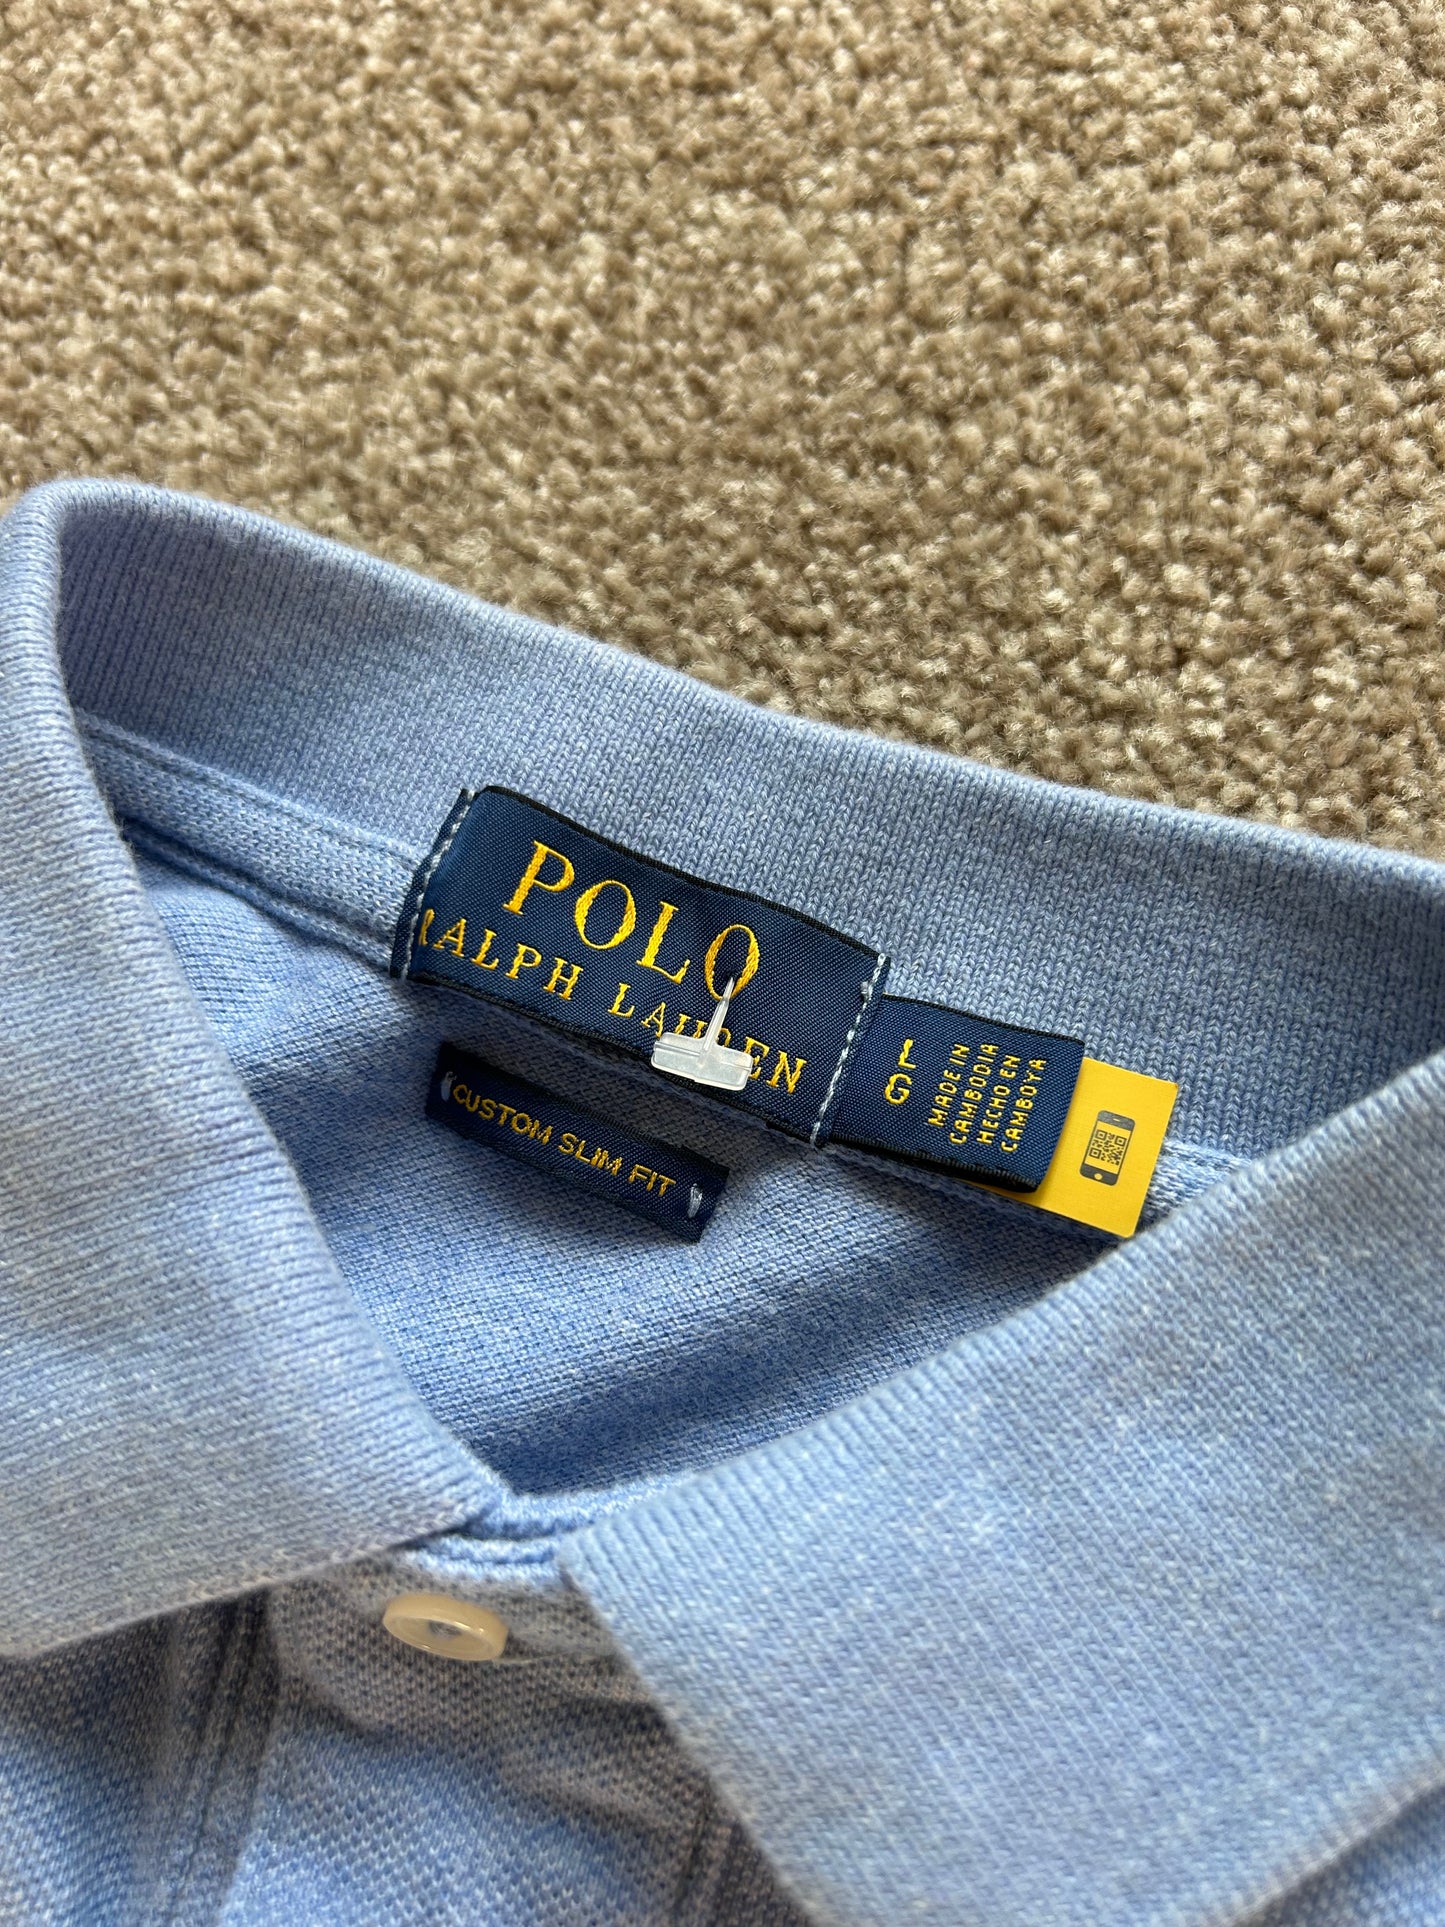 POLO
RALPH LAUREN
CUSTOM SLIM FIT
L
G
MADE IN
CAMBODIA
HECHO EN
CAMBOYA